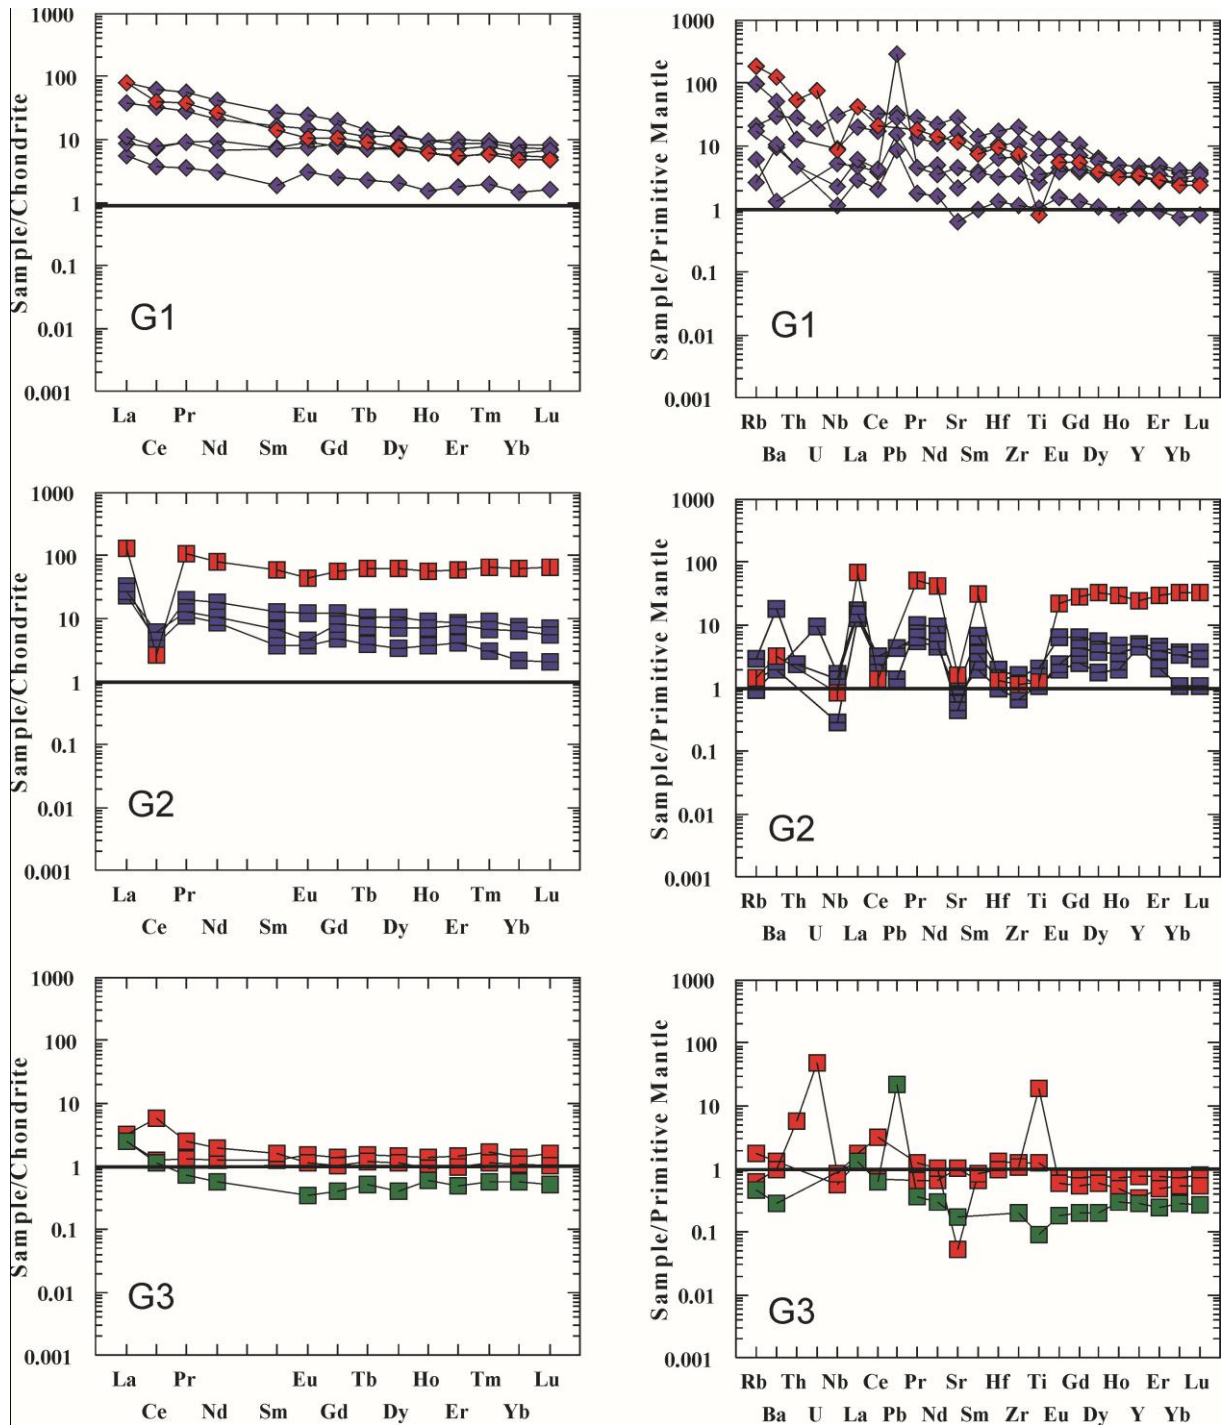 1000
100
10
1
0.1
0.01
0.001
Sample/Chondrite
G1
La Pr Eu Tb Ho Tm Lu
Ce Nd Sm Gd Dy Er Yb
1000
100
10
1
0.1
0.01
0.001
Sample/Primitive Mantle
G1
Rb Th Nb Ce Pr Sr Hf Ti Gd Ho Er Lu
Ba U La Pb Nd Sm Zr Eu Dy Y Yb
1000
100
10
1
0.1
0.01
0.001
Sample/Chondrite
G2
La Pr Eu Tb Ho Tm Lu
Ce Nd Sm Gd Dy Er Yb
1000
100
10
1
0.1
0.01
0.001
Sample/Primitive Mantle
G2
Rb Th Nb Ce Pr Sr Hf Ti Gd Ho Er Lu
Ba U La Pb Nd Sm Zr Eu Dy Y Yb
1000
100
10
1
0.1
0.01
0.001
Sample/Chondrite
G3
La Pr Eu Tb Ho Tm Lu
Ce Nd Sm Gd Dy Er Yb
1000
100
10
1
0.1
0.01
0.001
Sample/Primitive Mantle
G3
Rb Th Nb Ce Pr Sr Hf Ti Gd Ho Er Lu
Ba U La Pb Nd Sm Zr Eu Dy Y Yb